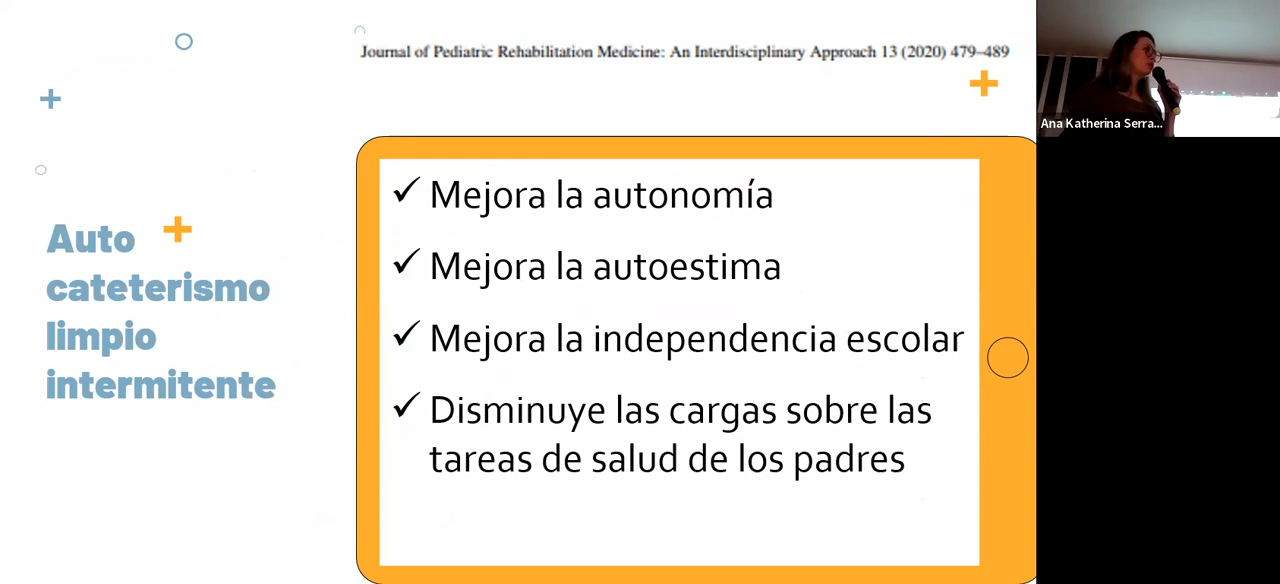 Journal of Pediatric Rehabilitation Medicine: An Interdisciplinary Approach 13 (2020) 479–489
Auto
cateterismo
limpio
intermitente
✓ Mejora la autonomía
✓ Mejora la autoestima
✓ Mejora la independencia escolar
✓ Disminuye las cargas sobre las
tareas de salud de los padres
Ana Katherina Serra...